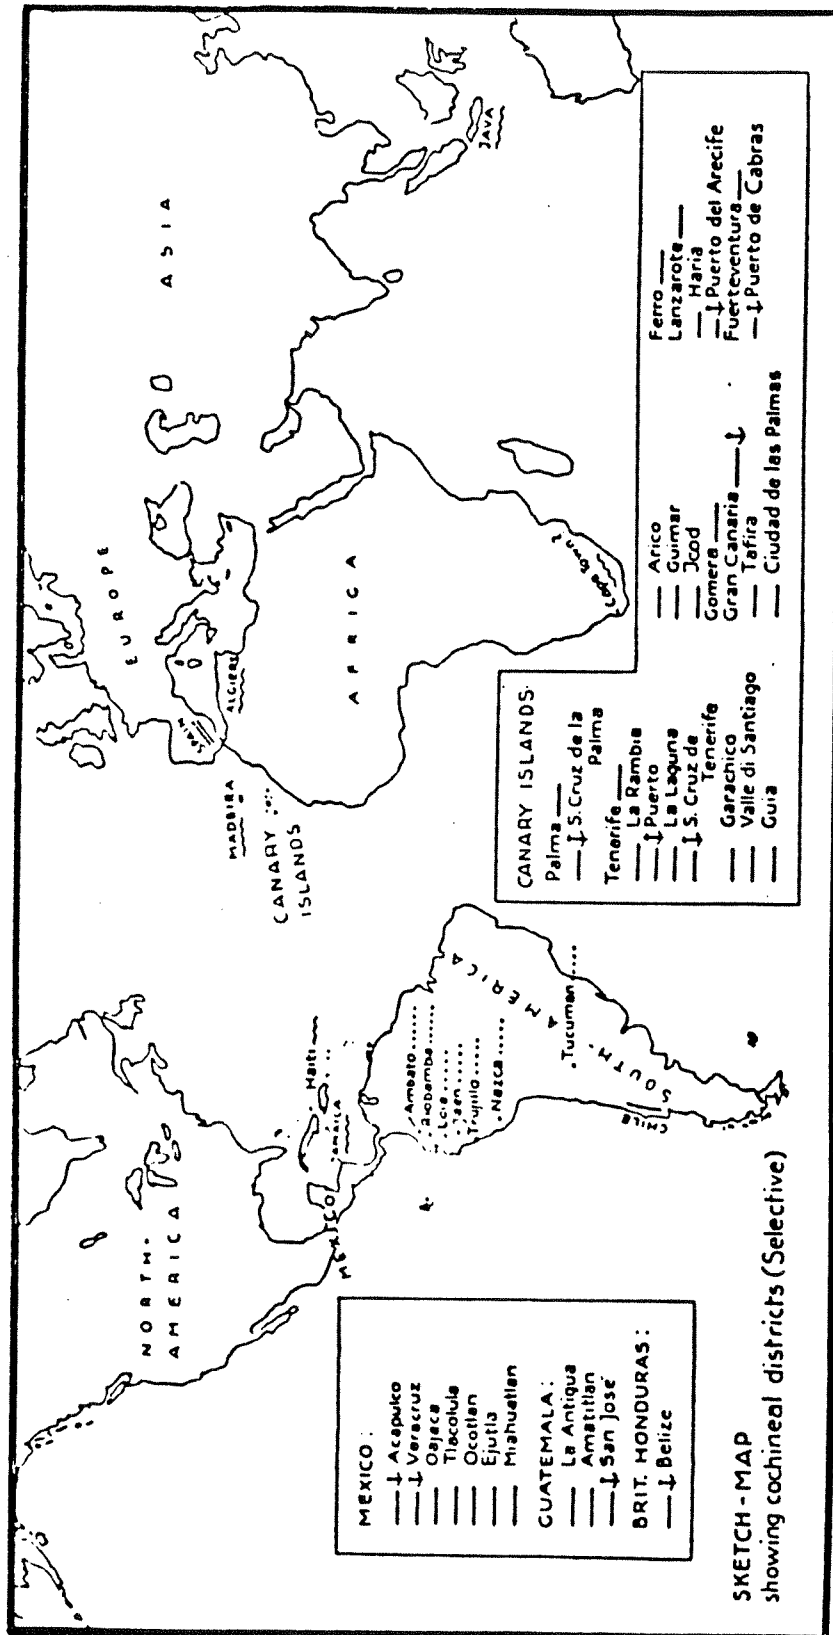 NORTH-
AMERICA
EUROPE
ASIA
AFRICA
SOUTH-
AMERICA
MEXICO
HAITI
JAMAICA
CHILE
SPAIN
ALGIERS
MADEIRA
CANARY
ISLANDS
Cape Town?
JAVA
Ambato......
Riobamba......
Loja.....
Jaen.....
Trujillo.....
Nazca.....
Tucuman.....
MEXICO:
Acapulco
Veracruz
Oajaca
Tlacolula
Ocotlan
Ejutla
Miahuatlan
GUATEMALA:
La Antigua
Amatitlan
San José
BRIT. HONDURAS:
Belize
CANARY ISLANDS:
Palma
S. Cruz de la
Palma
Tenerife
La Rambla
Puerto
La Laguna
S. Cruz de
Tenerife
Garachico
Valle di Santiago
Guia
Arico
Guimar
Jcod
Gomera
Gran Canaria
Tafira
Ciudad de las Palmas
Ferro
Lanzarote
Haria
Puerto del Arecife
Fuerteventura
Puerto de Cabras
SKETCH-MAP
showing cochineal districts (Selective)